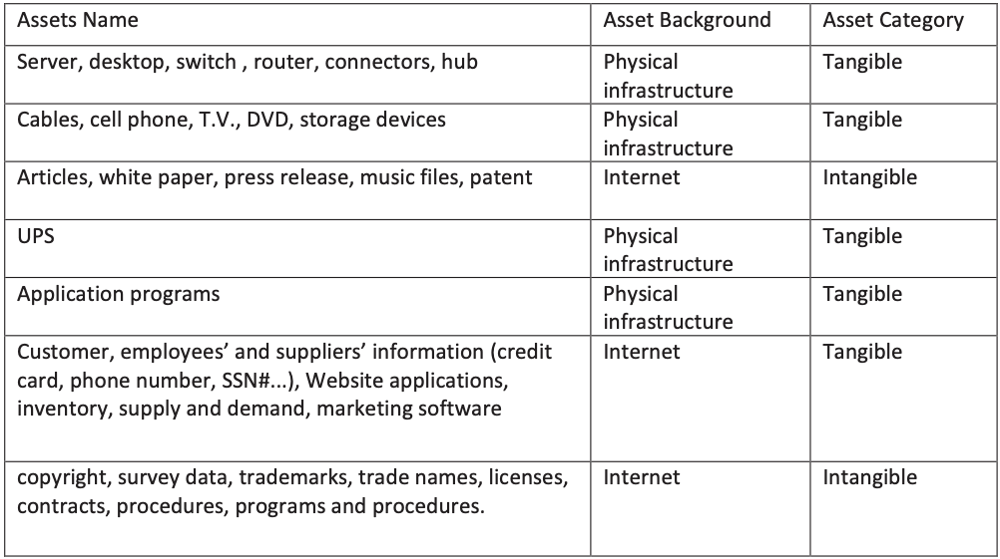 Assets Name Asset Background Asset Category
Server, desktop, switch , router, connectors, hub Physical Tangible
infrastructure
Cables, cell phone, T.V., DVD, storage devices Physical Tangible
infrastructure
Articles, white paper, press release, music files, patent Internet Intangible
UPS Physical Tangible
infrastructure
Application programs Physical Tangible
infrastructure
Customer, employees’ and suppliers’ information (credit Internet Tangible
card, phone number, SSN#...), Website applications,
inventory, supply and demand, marketing software
copyright, survey data, trademarks, trade names, licenses, Internet Intangible
contracts, procedures, programs and procedures.